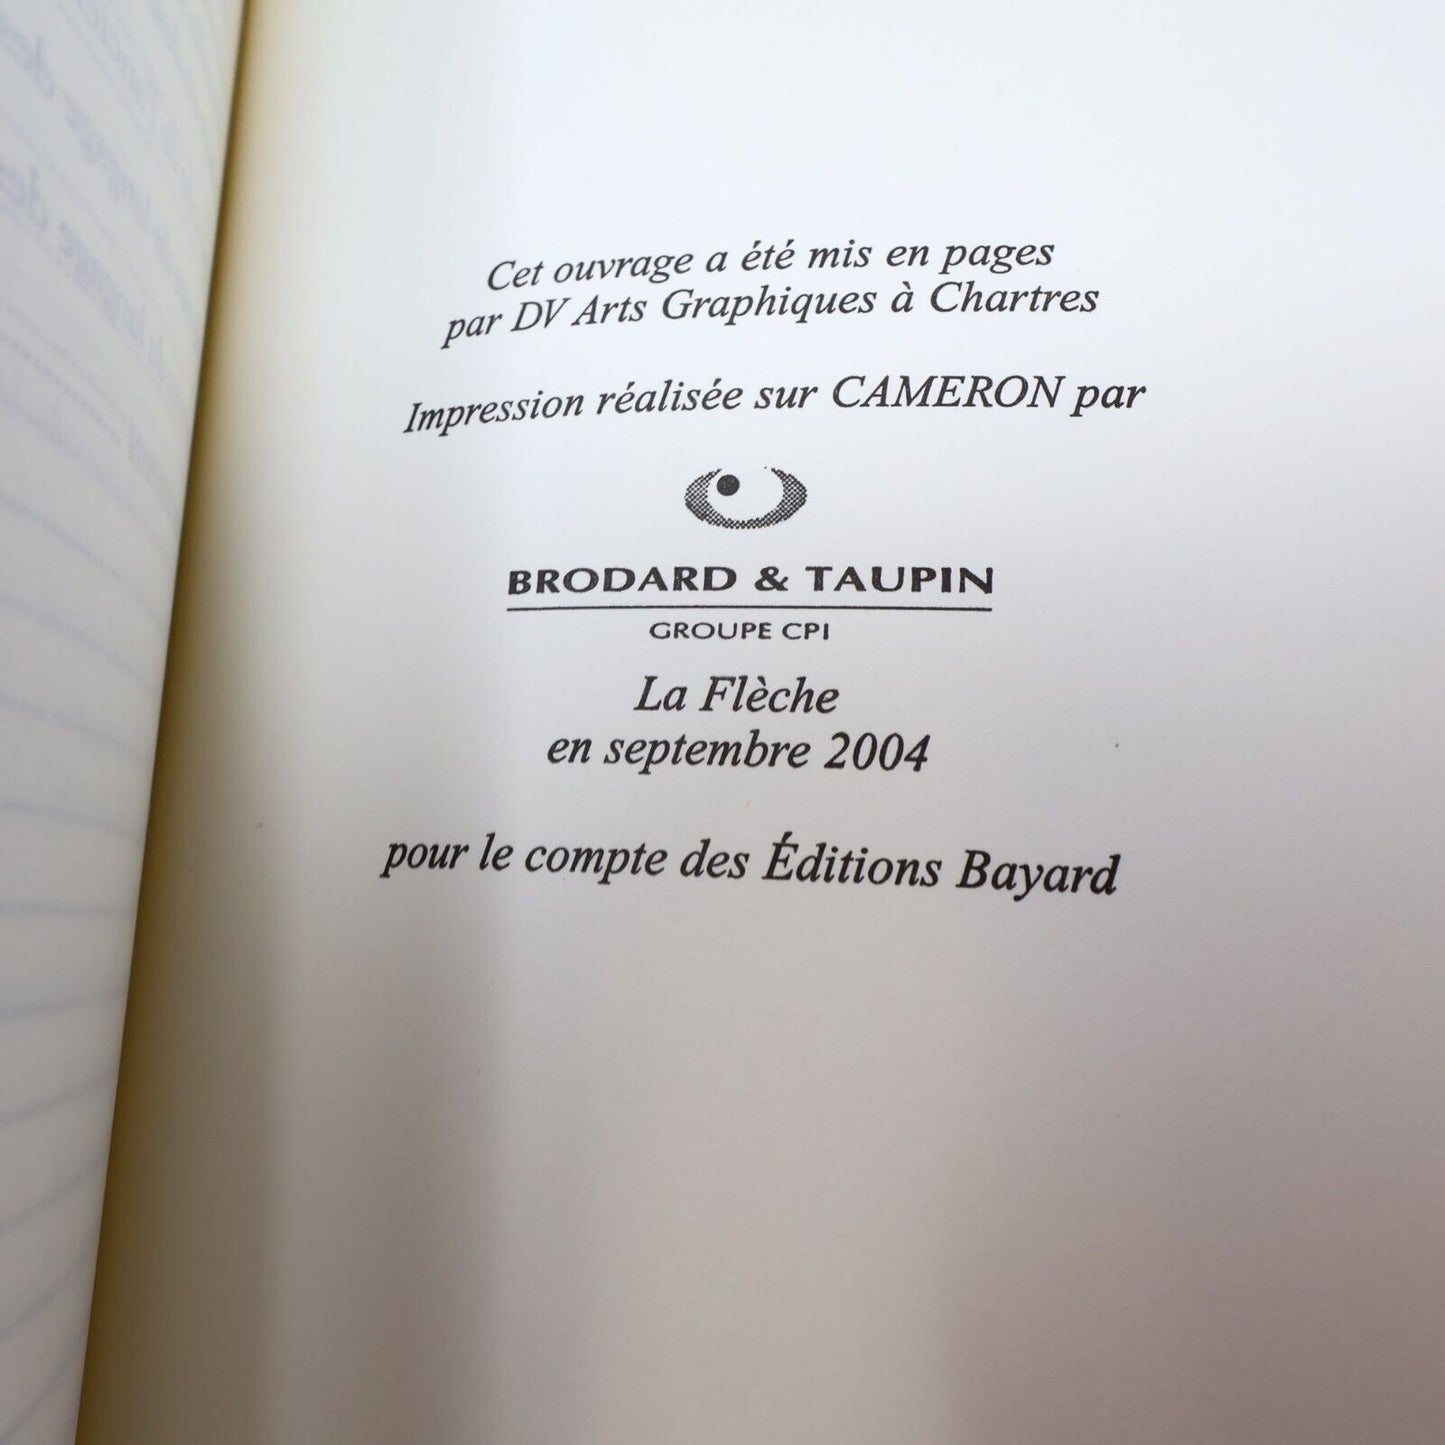 Cet ouvrage a été mis en pages
par DV Arts Graphiques à Chartres
Impression réalisée sur CAMERON par
BRODARD & TAUPIN
GROUPE CPI
La Flèche
en septembre 2004
pour le compte des Éditions Bayard